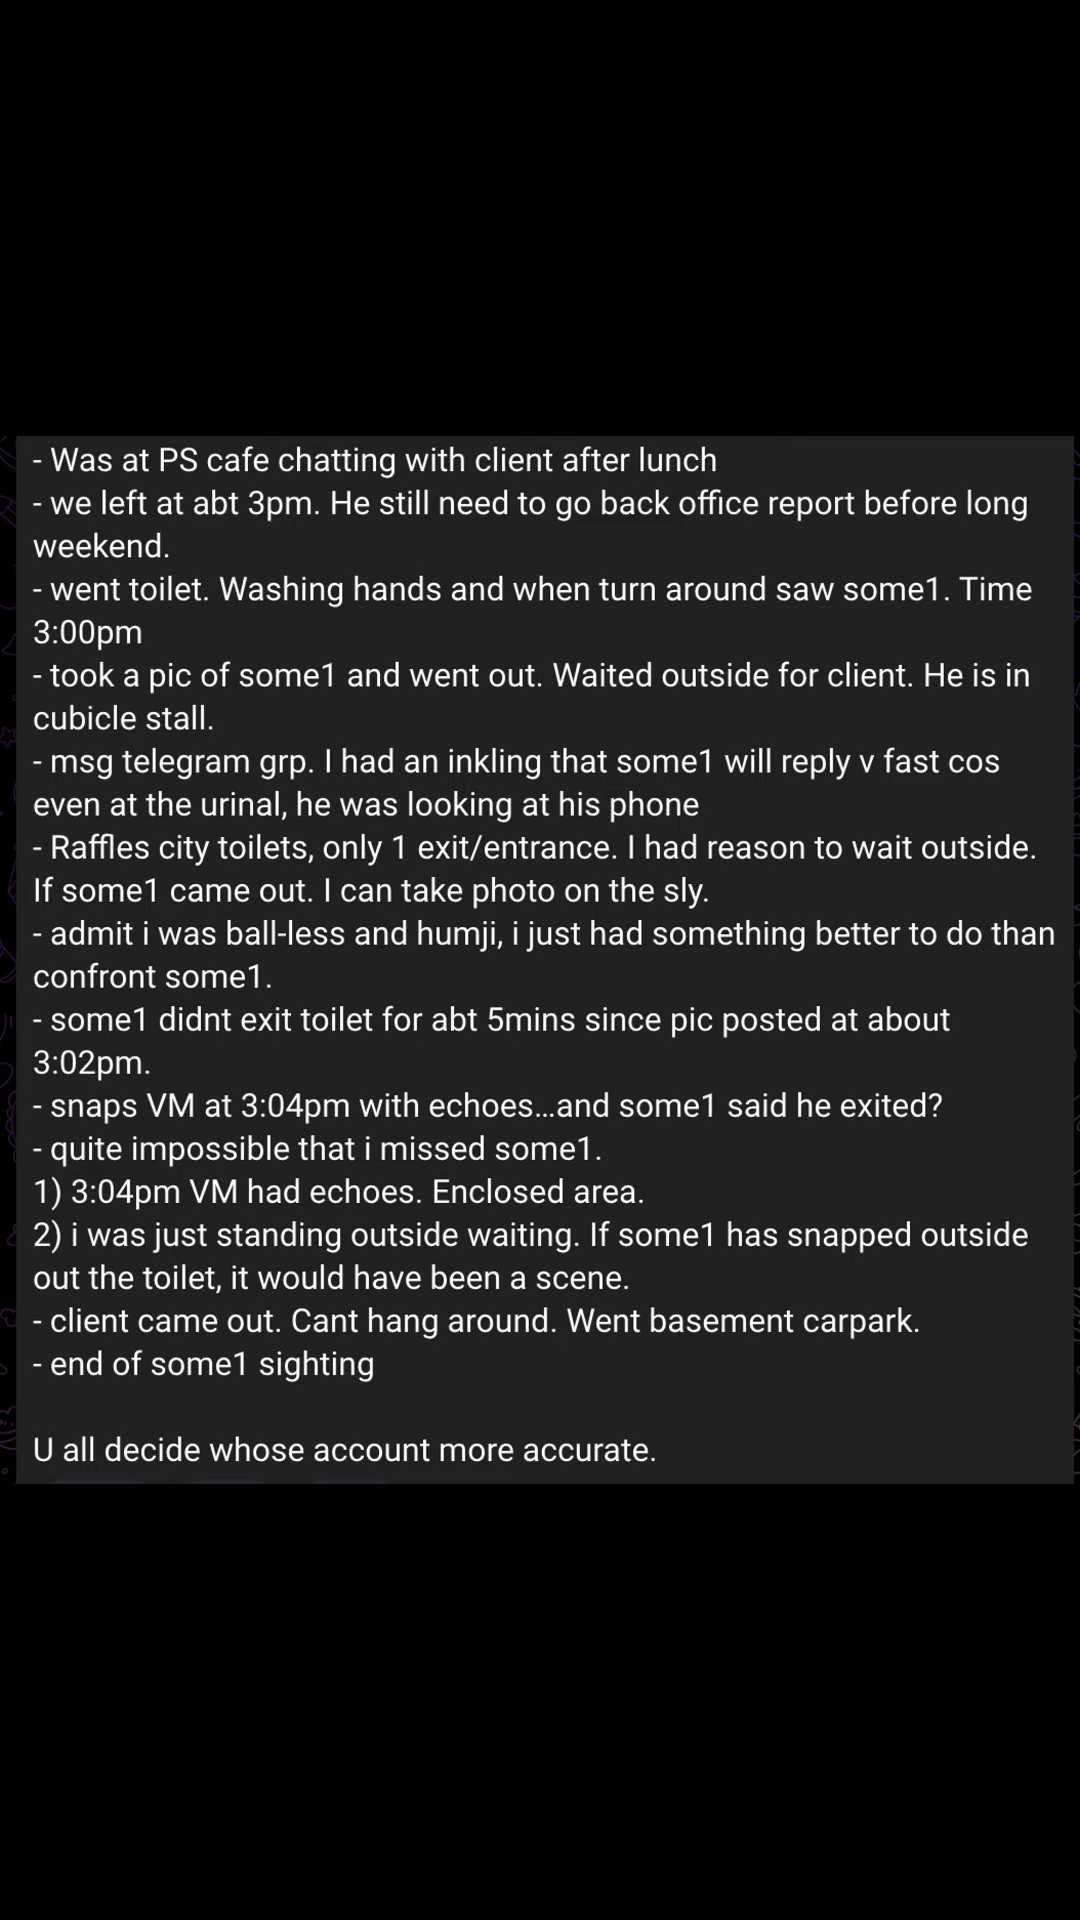 - Was at PS cafe chatting with client after lunch
- we left at abt 3pm. He still need to go back office report before long
weekend.
- went toilet. Washing hands and when turn around saw some1. Time
3:00pm
- took a pic of some1 and went out. Waited outside for client. He is in
cubicle stall.
- msg telegram grp. I had an inkling that some1 will reply v fast cos
even at the urinal, he was looking at his phone
- Raffles city toilets, only 1 exit/entrance. I had reason to wait outside.
If some1 came out. I can take photo on the sly.
- admit i was ball-less and humji, i just had something better to do than
confront some1.
- some1 didnt exit toilet for abt 5mins since pic posted at about
3:02pm.
- snaps VM at 3:04pm with echoes...and some1 said he exited?
- quite impossible that i missed some1.
1) 3:04pm VM had echoes. Enclosed area.
2) i was just standing outside waiting. If some1 has snapped outside
out the toilet, it would have been a scene.
- client came out. Cant hang around. Went basement carpark.
- end of some1 sighting
U all decide whose account more accurate.